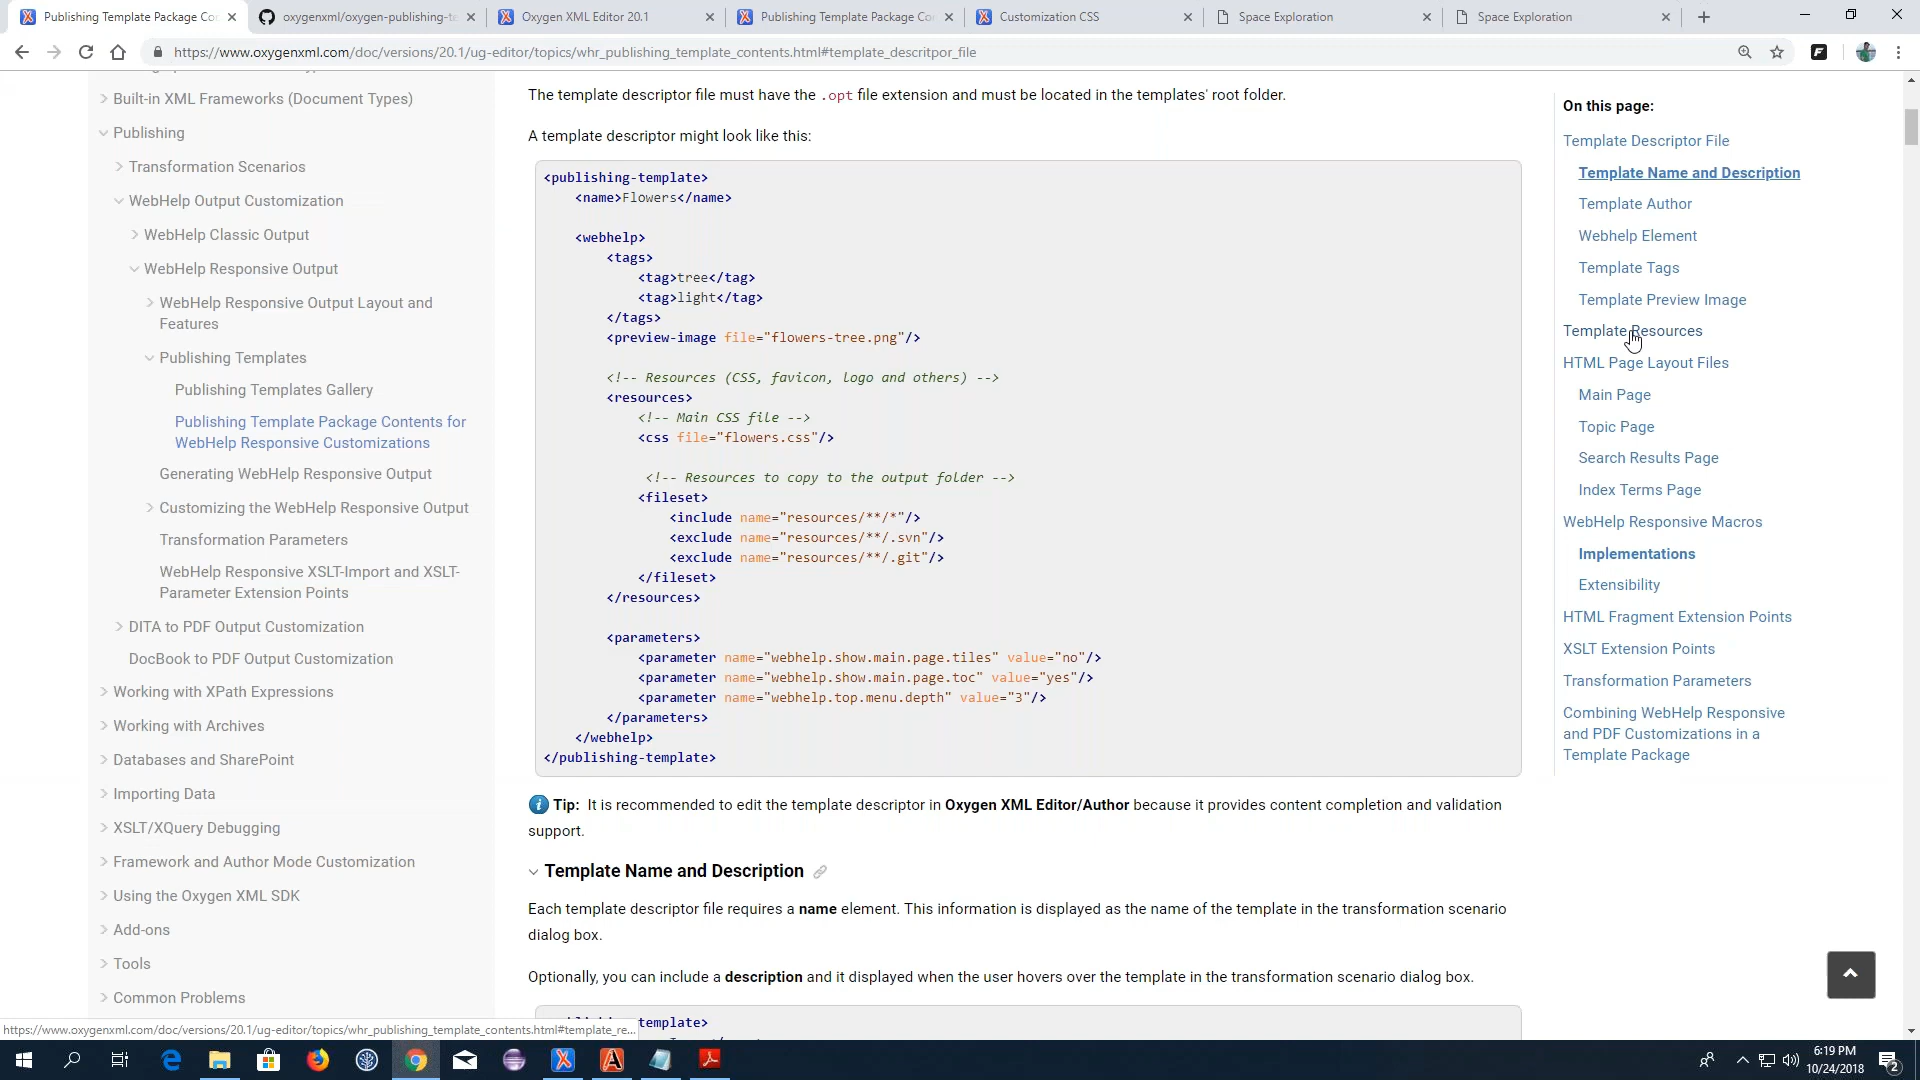 Publishing Template Package Cor
oxygenxml/oxygen-publishing-te
Oxygen XML Editor 20.1
Publishing Template Package Co
Customization CSS
Space Exploration
Space Exploration
https://www.oxygenxml.com/doc/versions/20.1/ug-editor/topics/whr_publishing_template_contents.html#template_descritpor_file
Built-in XML Frameworks (Document Types)
Publishing
Transformation Scenarios
WebHelp Output Customization
WebHelp Classic Output
WebHelp Responsive Output
WebHelp Responsive Output Layout and
Features
Publishing Templates
Publishing Templates Gallery
Publishing Template Package Contents for
WebHelp Responsive Customizations
Generating WebHelp Responsive Output
Customizing the WebHelp Responsive Output
Transformation Parameters
WebHelp Responsive XSLT-Import and XSLT-
Parameter Extension Points
DITA to PDF Output Customization
DocBook to PDF Output Customization
Working with XPath Expressions
Working with Archives
Databases and SharePoint
Importing Data
XSLT/XQuery Debugging
Framework and Author Mode Customization
Using the Oxygen XML SDK
Add-ons
Tools
Common Problems
The template descriptor file must have the .opt file extension and must be located in the templates' root folder.
A template descriptor might look like this:
<publishing-template>
<name>Flowers</name>
<webhelp>
<tags>
<tag>tree</tag>
<tag>light</tag>
</tags>
<preview-image file="flowers-tree.png"/>
<!-- Resources (CSS, favicon, logo and others) -->
<resources>
<!-- Main CSS file -->
<css file="flowers.css"/>
<!-- Resources to copy to the output folder -->
<fileset>
<include name="resources/**/*"/>
<exclude name="resources/**/.svn"/>
<exclude name="resources/**/.git"/>
</fileset>
</resources>
<parameters>
<parameter name="webhelp.show.main.page.tiles" value="no"/>
<parameter name="webhelp.show.main.page.toc" value="yes"/>
<parameter name="webhelp.top.menu.depth" value="3"/>
</parameters>
</webhelp>
</publishing-template>
Tip: It is recommended to edit the template descriptor in Oxygen XML Editor/Author because it provides content completion and validation
support.
Template Name and Description
Each template descriptor file requires a name element. This information is displayed as the name of the template in the transformation scenario
dialog box.
Optionally, you can include a description and it displayed when the user hovers over the template in the transformation scenario dialog box.
template>
On this page:
Template Descriptor File
Template Name and Description
Template Author
Webhelp Element
Template Tags
Template Preview Image
Template Resources
HTML Page Layout Files
Main Page
Topic Page
Search Results Page
Index Terms Page
WebHelp Responsive Macros
Implementations
Extensibility
HTML Fragment Extension Points
XSLT Extension Points
Transformation Parameters
Combining WebHelp Responsive
and PDF Customizations in a
Template Package
https://www.oxygenxml.com/doc/versions/20.1/ug-editor/topics/whr_publishing_template_contents.html#template_re...
6:19 PM
10/24/2018
2